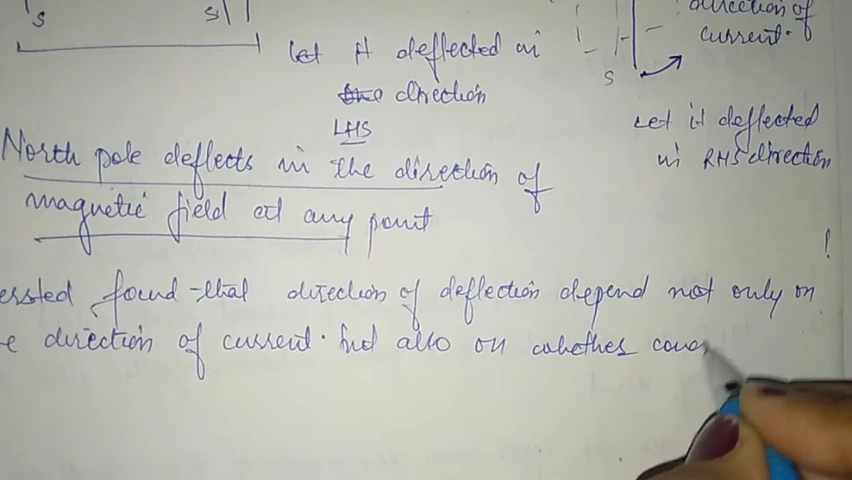 S
S
direction of
current.
S
Let it deflected in
direction
LHS
Let it deflected
in RHS direction
North pole deflects in the direction of
magnetic field at any point
ersted found that direction of deflection depend not only on
e direction of current. but also on whether